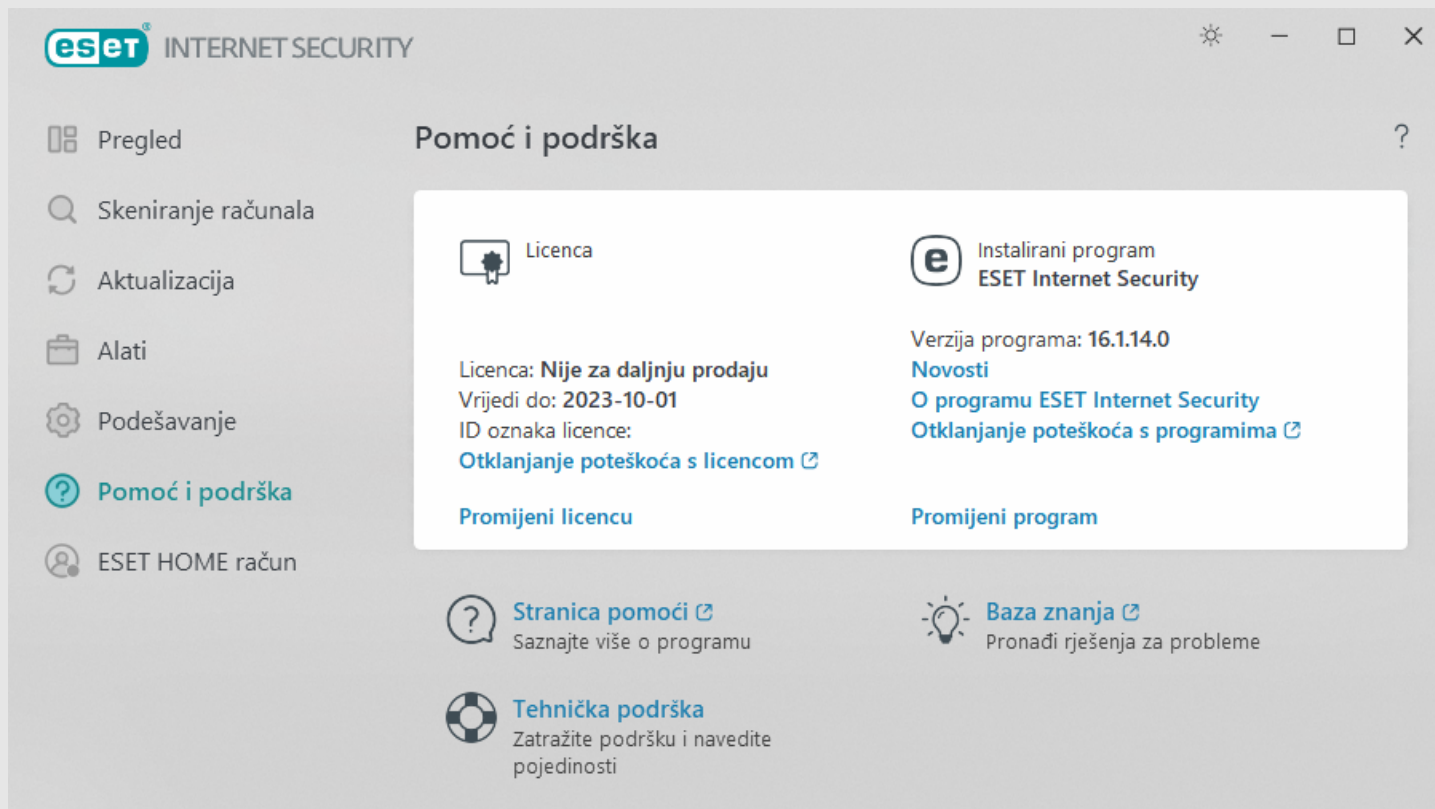 eset® INTERNET SECURITY
Pregled
Skeniranje računala
Aktualizacija
Alati
Podešavanje
Pomoć i podrška
ESET HOME račun
Pomoć i podrška
?
Licenca
Licenca: Nije za daljnju prodaju
Vrijedi do: 2023-10-01
ID oznaka licence:
Otklanjanje poteškoća s licencom
Promijeni licencu
e
Instalirani program
ESET Internet Security
Verzija programa: 16.1.14.0
Novosti
O programu ESET Internet Security
Otklanjanje poteškoća s programima
Promijeni program
Stranica pomoći
Saznajte više o programu
Baza znanja
Pronađi rješenja za probleme
Tehnička podrška
Zatražite podršku i navedite
pojedinosti